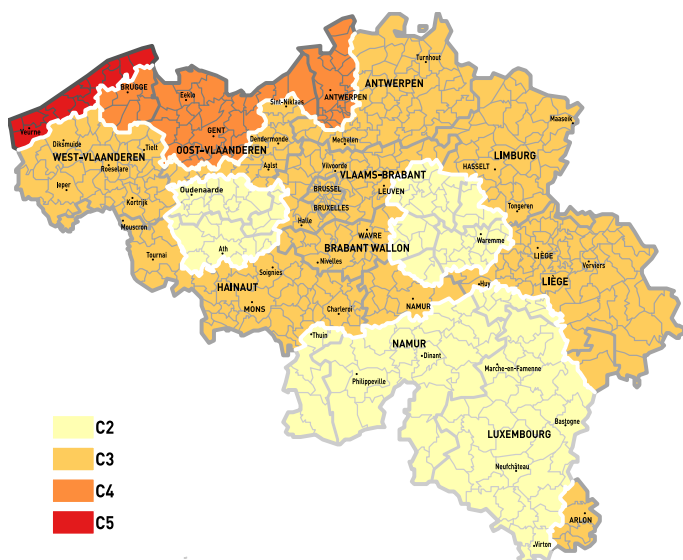 Turnhout
BRUGGE
Eekle
ANTWERPEN
Sint-Niklaas
ANTWERPEN
Maaseik
Veurne
GENT
Diksmuide
Tielt
OOST-VLAANDEREN
Dendermonde
Mechelen
WEST-VLAANDEREN
Roeselare
Aalst
Vilvoorde
VLAAMS-BRABANT
HASSELT
LIMBURG
Ieper
Oudenaarde
BRUSSEL
LEUVEN
Kortrijk
BRUXELLES
Tongeren
Mouscron
Halle
WAVRE
Waremme
Tournai
Ath
BRABANT WALLON
LIÈGE
Nivelles
Verviers
Soignies
HAINAUT
Huy
LIÈGE
MONS
Charleroi
NAMUR
Thuin
NAMUR
Dinant
Philippeville
Marche-en-Famenne
C2
Bastogne
LUXEMBOURG
C3
Neufchâteau
C4
C5
ARLON
Virton